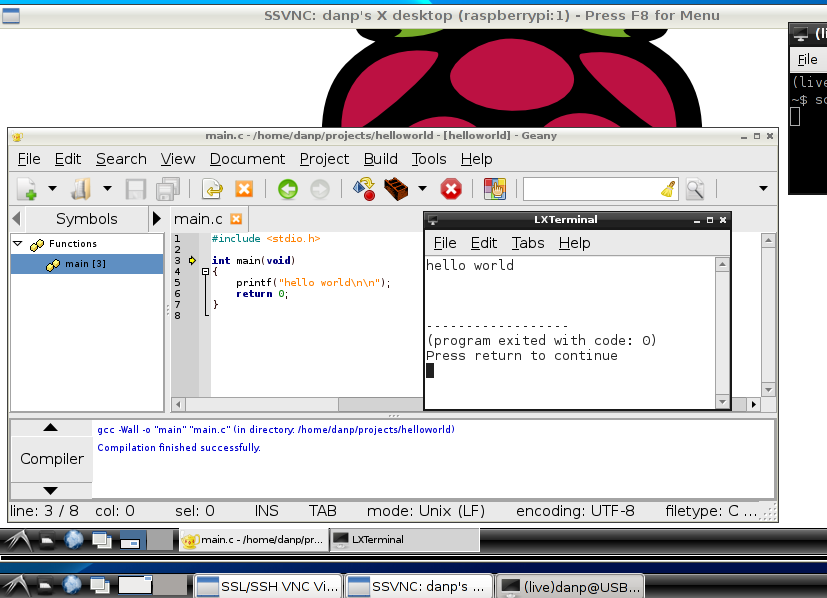 SSVNC: danp's X desktop (raspberrypi:1) - Press F8 for Menu
(li
File
(live
~$ sc
main.c - /home/danp/projects/helloworld - [helloworld] - Geany
File Edit Search View Document Project Build Tools Help
Symbols
main.c
Functions
main [3]
1 #include <stdio.h>
2
3 int main(void)
4 {
5 printf("hello world\n\n");
6 return 0;
7 }
8
LXTerminal
File Edit Tabs Help
hello world
------------------
(program exited with code: 0)
Press return to continue
Compiler
gcc -Wall -o "main" "main.c" (in directory: /home/danp/projects/helloworld)
Compilation finished successfully.
line: 3 / 8 col: 0 sel: 0 INS TAB mode: Unix (LF) encoding: UTF-8 filetype: C ...
main.c - /home/danp/pr...
LXTerminal
SSL/SSH VNC Vi...
SSVNC: danp's ...
(live)danp@USB...